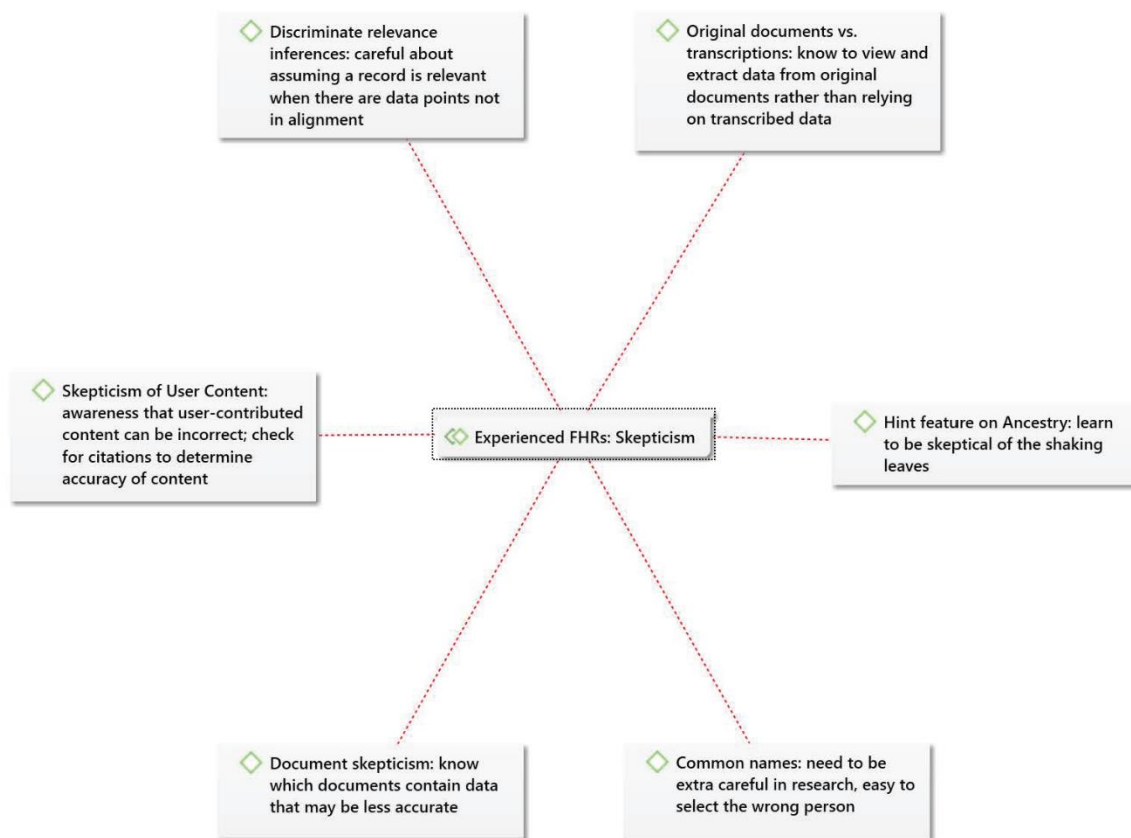 Discriminate relevance
inferences: careful about
assuming a record is relevant
when there are data points not
in alignment
Original documents vs.
transcriptions: know to view and
extract data from original
documents rather than relying
on transcribed data
Skepticism of User Content:
awareness that user-contributed
content can be incorrect; check
for citations to determine
accuracy of content
Experienced FHRs: Skepticism
Hint feature on Ancestry: learn
to be skeptical of the shaking
leaves
Document skepticism: know
which documents contain data
that may be less accurate
Common names: need to be
extra careful in research, easy to
select the wrong person